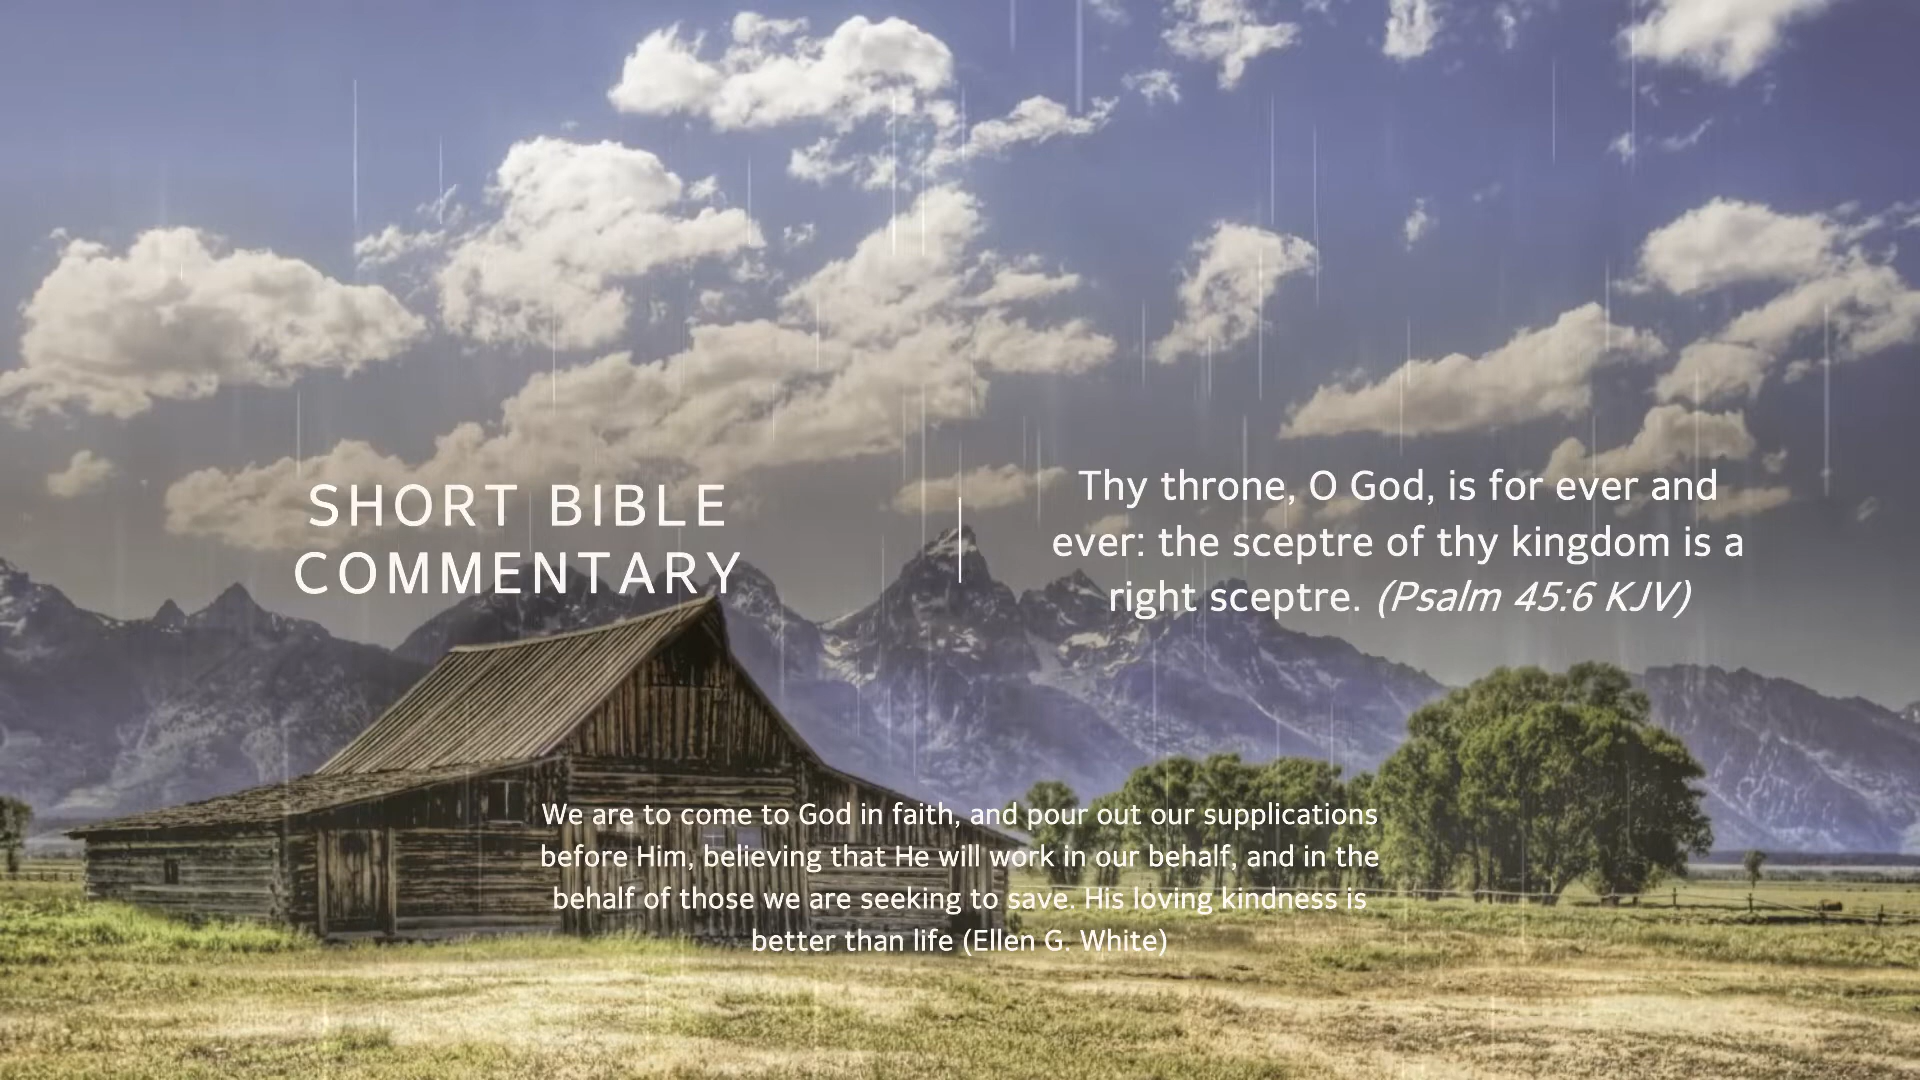 SHORT BIBLE
COMMENTARY
Thy throne, O God, is for ever and
ever: the sceptre of thy kingdom is a
right sceptre. (Psalm 45:6 KJV)
We are to come to God in faith, and pour out our supplications
before Him, believing that He will work in our behalf, and in the
behalf of those we are seeking to save. His loving kindness is
better than life (Ellen G. White)